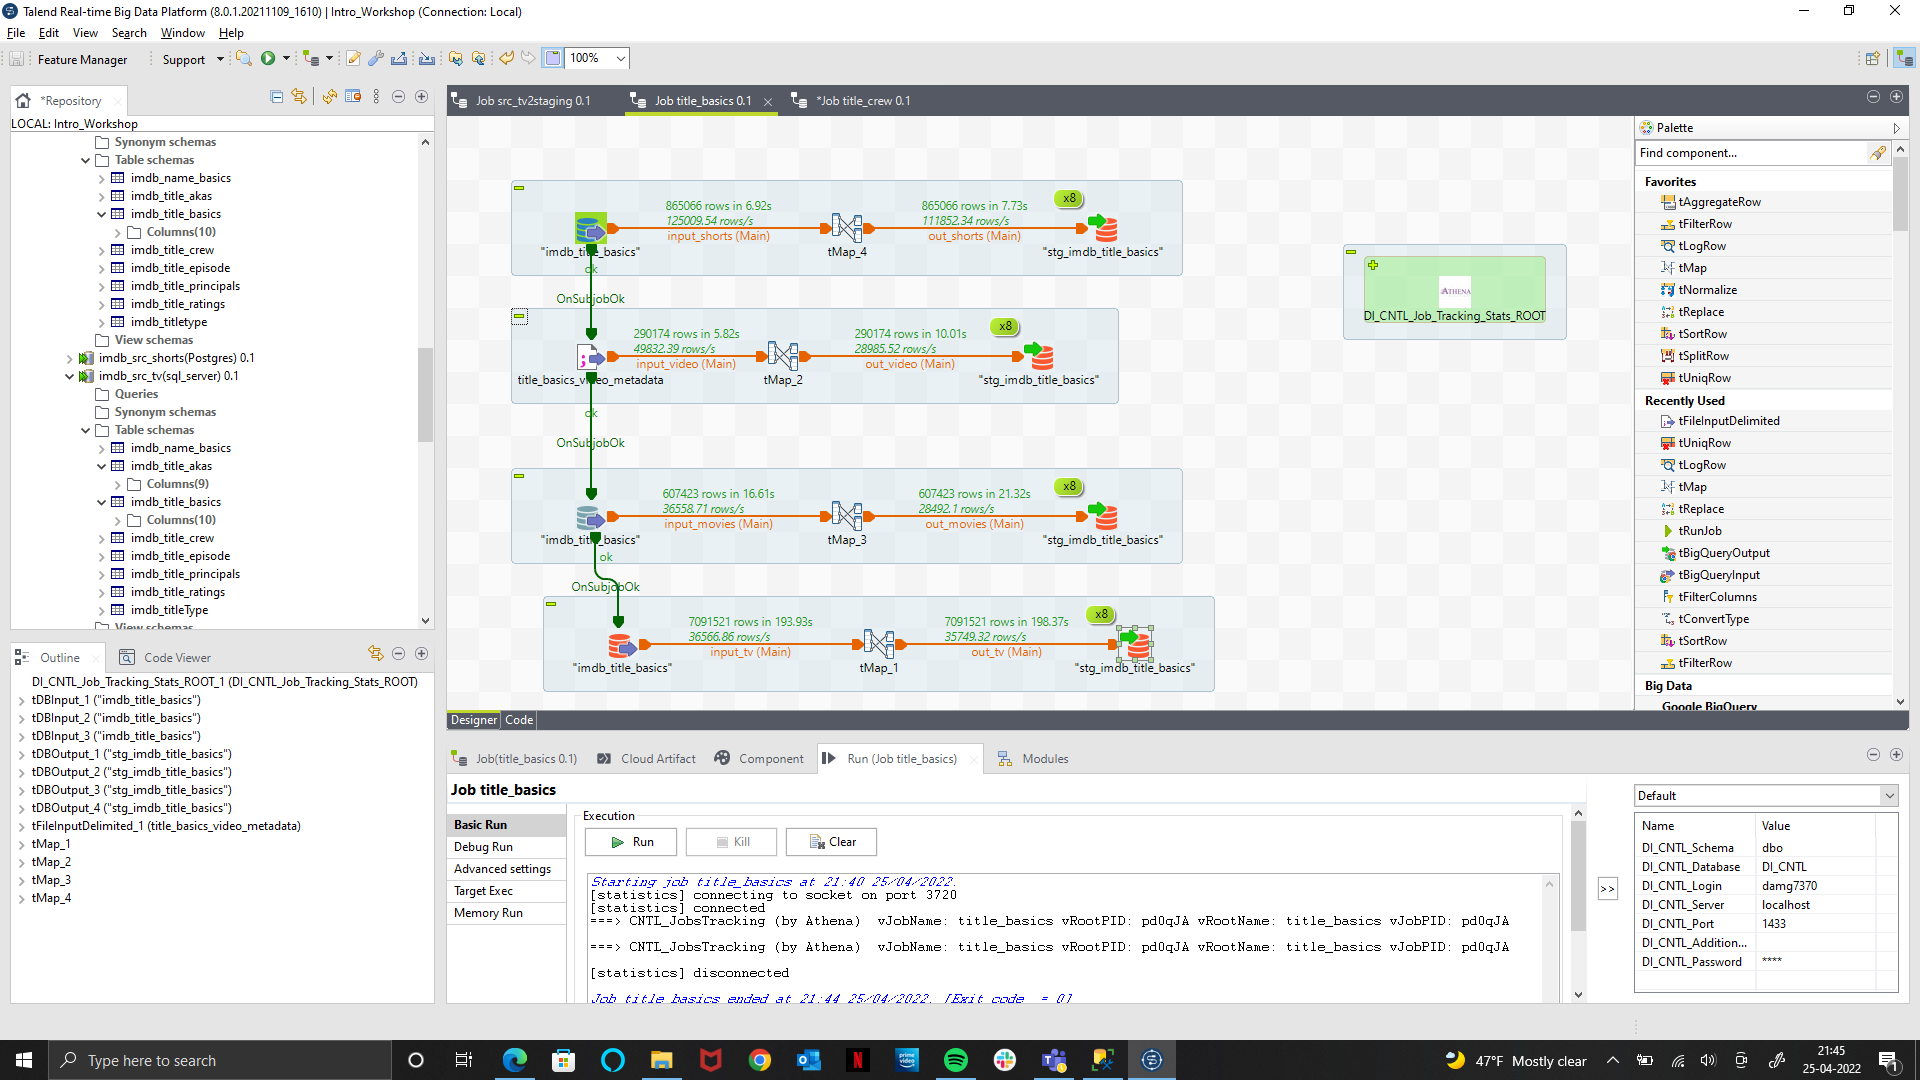 Talend Real-time Big Data Platform (8.0.1.20211109_1610) | Intro_Workshop (Connection: Local)
File Edit View Search Window Help
Feature Manager Support 100%
*Repository
LOCAL: Intro_Workshop
Synonym schemas
Table schemas
imdb_name_basics
imdb_title_akas
imdb_title_basics
Columns(10)
imdb_title_crew
imdb_title_episode
imdb_title_principals
imdb_title_ratings
imdb_titletype
View schemas
imdb_src_shorts(Postgres) 0.1
imdb_src_tv(sql_server) 0.1
Queries
Synonym schemas
Table schemas
imdb_name_basics
imdb_title_akas
Columns(9)
imdb_title_basics
Columns(10)
imdb_title_crew
imdb_title_episode
imdb_title_principals
imdb_title_ratings
imdb_titleType
View schemas
Outline Code Viewer
DI_CNTL_Job_Tracking_Stats_ROOT_1 (DI_CNTL_Job_Tracking_Stats_ROOT)
tDBInput_1 ("imdb_title_basics")
tDBInput_2 ("imdb_title_basics")
tDBInput_3 ("imdb_title_basics")
tDBOutput_1 ("stg_imdb_title_basics")
tDBOutput_2 ("stg_imdb_title_basics")
tDBOutput_3 ("stg_imdb_title_basics")
tDBOutput_4 ("stg_imdb_title_basics")
tFileInputDelimited_1 (title_basics_video_metadata)
tMap_1
tMap_2
tMap_3
tMap_4
Job src_tv2staging 0.1 Job title_basics 0.1 *Job title_crew 0.1
865066 rows in 6.92s 865066 rows in 7.73s x8
125009.54 rows/s 111852.34 rows/s
input_shorts (Main) out_shorts (Main)
"imdb_title_basics" tMap_4 "stg_imdb_title_basics"
ok
OnSubjobOk
290174 rows in 5.82s 290174 rows in 10.01s x8
49832.39 rows/s 28985.52 rows/s
input_video (Main) out_video (Main)
title_basics_video_metadata tMap_2 "stg_imdb_title_basics"
ok
OnSubjobOk
607423 rows in 16.61s 607423 rows in 21.32s x8
36558.71 rows/s 28492.1 rows/s
input_movies (Main) out_movies (Main)
"imdb_title_basics" tMap_3 "stg_imdb_title_basics"
ok
OnSubjobOk
7091521 rows in 193.93s 7091521 rows in 198.37s x8
36566.86 rows/s 35749.32 rows/s
input_tv (Main) out_tv (Main)
"imdb_title_basics" tMap_1 "stg_imdb_title_basics"
ATHENA
DI_CNTL_Job_Tracking_Stats_ROOT
Designer Code
Palette
Find component...
Favorites
tAggregateRow
tFilterRow
tLogRow
tMap
tNormalize
tReplace
tSortRow
tSplitRow
tUniqRow
Recently Used
tFileInputDelimited
tUniqRow
tLogRow
tMap
tReplace
tRunJob
tBigQueryOutput
tBigQueryInput
tFilterColumns
tConvertType
tSortRow
tFilterRow
Big Data
Google BigQuery
Job(title_basics 0.1) Cloud Artifact Component Run (Job title_basics) Modules
Job title_basics
Basic Run
Debug Run
Advanced settings
Target Exec
Memory Run
Execution
Run Kill Clear
Starting job title_basics at 21:40 25/04/2022.
[statistics] connecting to socket on port 3720
[statistics] connected
===> CNTL_JobsTracking (by Athena) vJobName: title_basics vRootPID: pd0qJA vRootName: title_basics vJobPID: pd0qJA
===> CNTL_JobsTracking (by Athena) vJobName: title_basics vRootPID: pd0qJA vRootName: title_basics vJobPID: pd0qJA
[statistics] disconnected
Job title_basics ended at 21:44 25/04/2022. [Exit code = 0]
>>
Default
Name Value
DI_CNTL_Schema dbo
DI_CNTL_Database DI_CNTL
DI_CNTL_Login damg7370
DI_CNTL_Server localhost
DI_CNTL_Port 1433
DI_CNTL_Addition...
DI_CNTL_Password ****
Type here to search
prime video
47°F Mostly clear
21:45
25-04-2022
1